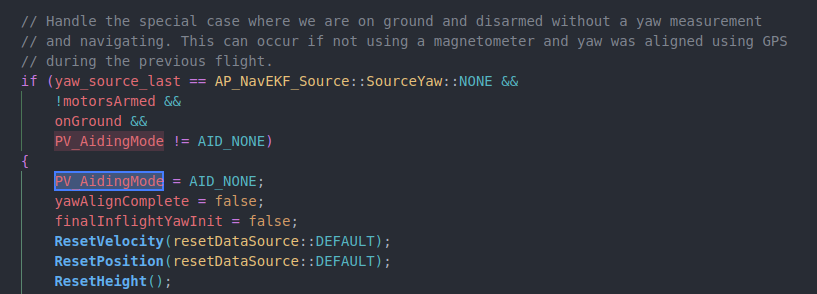 // Handle the special case where we are on ground and disarmed without a yaw measurement
// and navigating. This can occur if not using a magnetometer and yaw was aligned using GPS
// during the previous flight.
if (yaw_source_last == AP_NavEKF_Source::SourceYaw::NONE &&
!motorsArmed &&
onGround &&
PV_AidingMode != AID_NONE)
{
PV_AidingMode = AID_NONE;
yawAlignComplete = false;
finalInflightYawInit = false;
ResetVelocity(resetDataSource::DEFAULT);
ResetPosition(resetDataSource::DEFAULT);
ResetHeight();